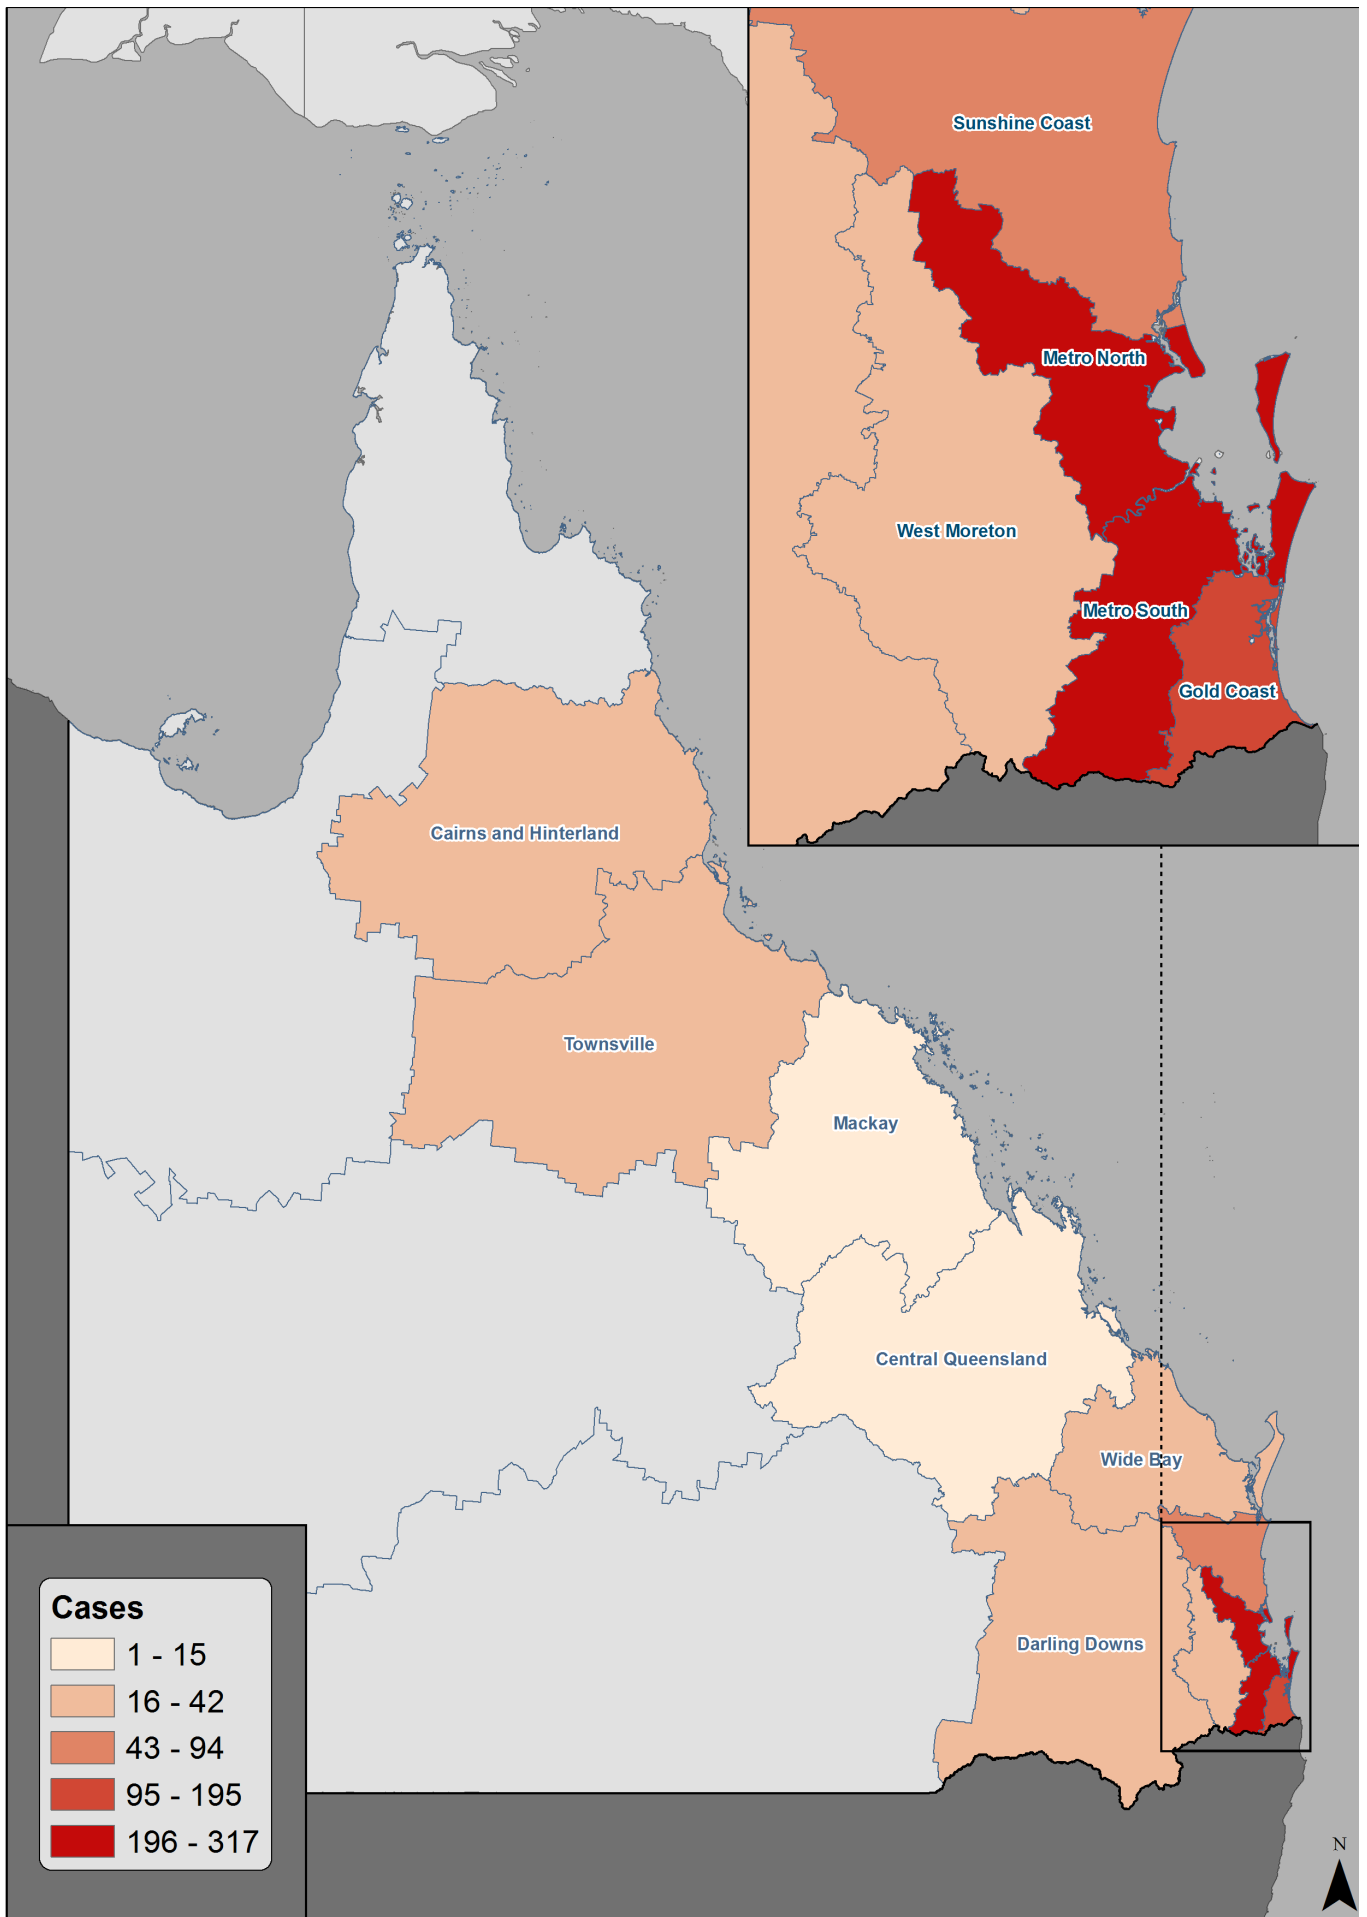 Sunshine Coast
Metro North
West Moreton
Metro South
Gold Coast
Cairns and Hinterland
Townsville
Mackay
Central Queensland
Wide Bay
Darling Downs
Cases
1 - 15
16 - 42
43 - 94
95 - 195
196 - 317
N